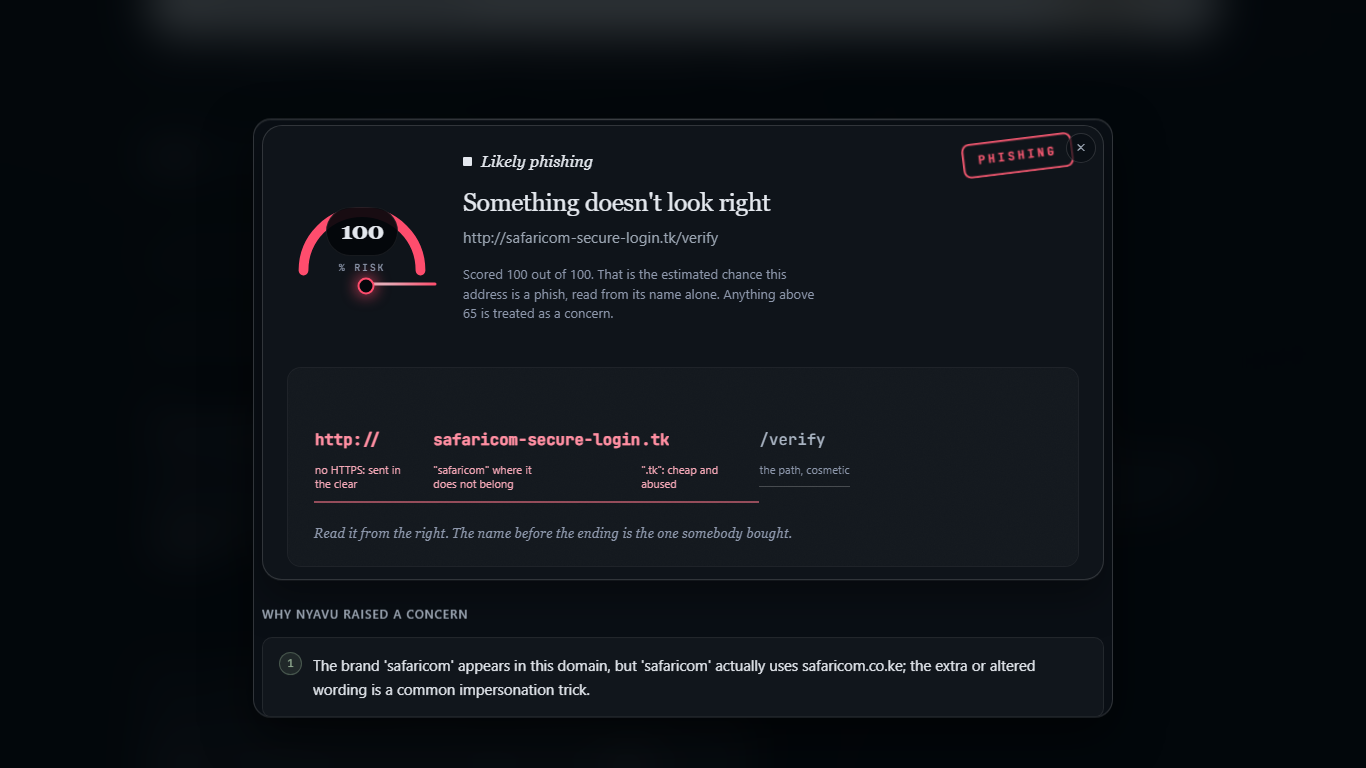 PHISHING
×
Likely phishing
Something doesn't look right
http://safaricom-secure-login.tk/verify
100
% RISK
Scored 100 out of 100. That is the estimated chance this
address is a phish, read from its name alone. Anything above
65 is treated as a concern.
http://
safaricom-secure-login.tk
/verify
no HTTPS: sent in
the clear
"safaricom" where it
does not belong
".tk": cheap and
abused
the path, cosmetic
Read it from the right. The name before the ending is the one somebody bought.
WHY NYAVU RAISED A CONCERN
1
The brand 'safaricom' appears in this domain, but 'safaricom' actually uses safaricom.co.ke; the extra or altered
wording is a common impersonation trick.